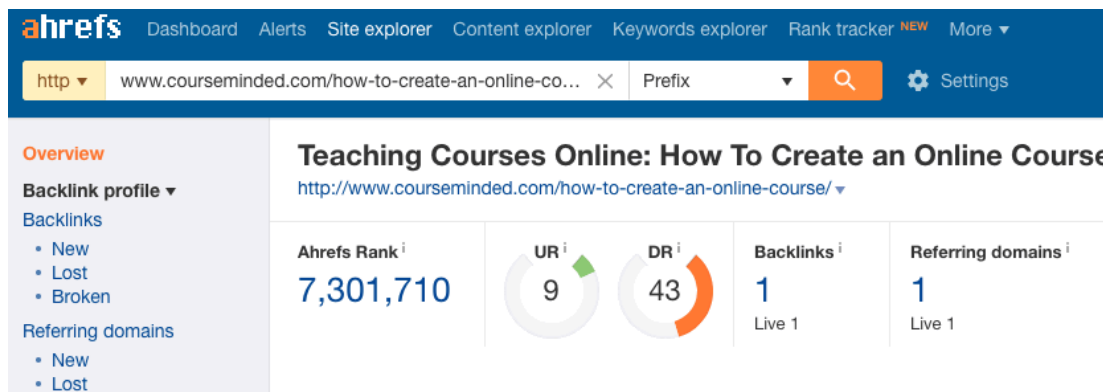 ahrefs Dashboard Alerts Site explorer Content explorer Keywords explorer Rank tracker NEW More
http www.courseminded.com/how-to-create-an-online-co... Prefix Settings
Overview
Backlink profile
Backlinks
• New
• Lost
• Broken
Referring domains
• New
• Lost
Teaching Courses Online: How To Create an Online Course
http://www.courseminded.com/how-to-create-an-online-course/
Ahrefs Rank i
7,301,710
UR i
9
DR i
43
Backlinks i
1
Live 1
Referring domains i
1
Live 1